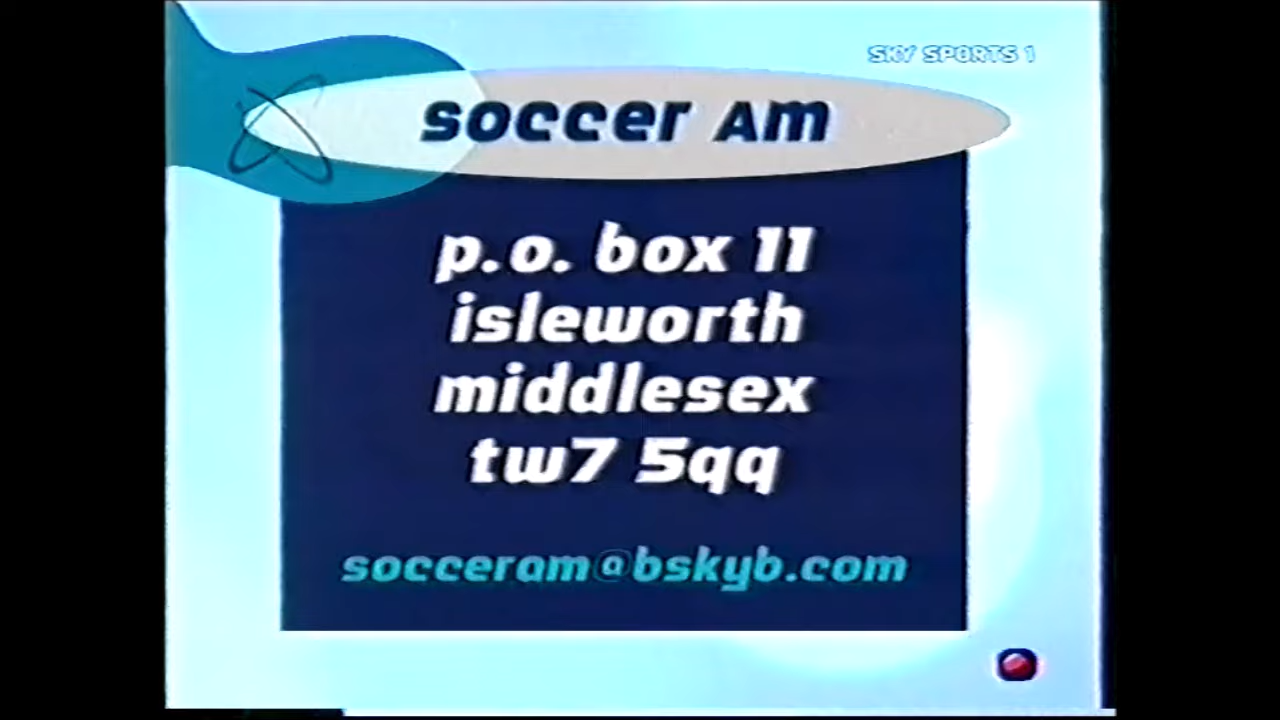 SKY SPORTS 1
soccer AM
p.o. box 11
isleworth
middlesex
tw7 5qq
socceram@bskyb.com